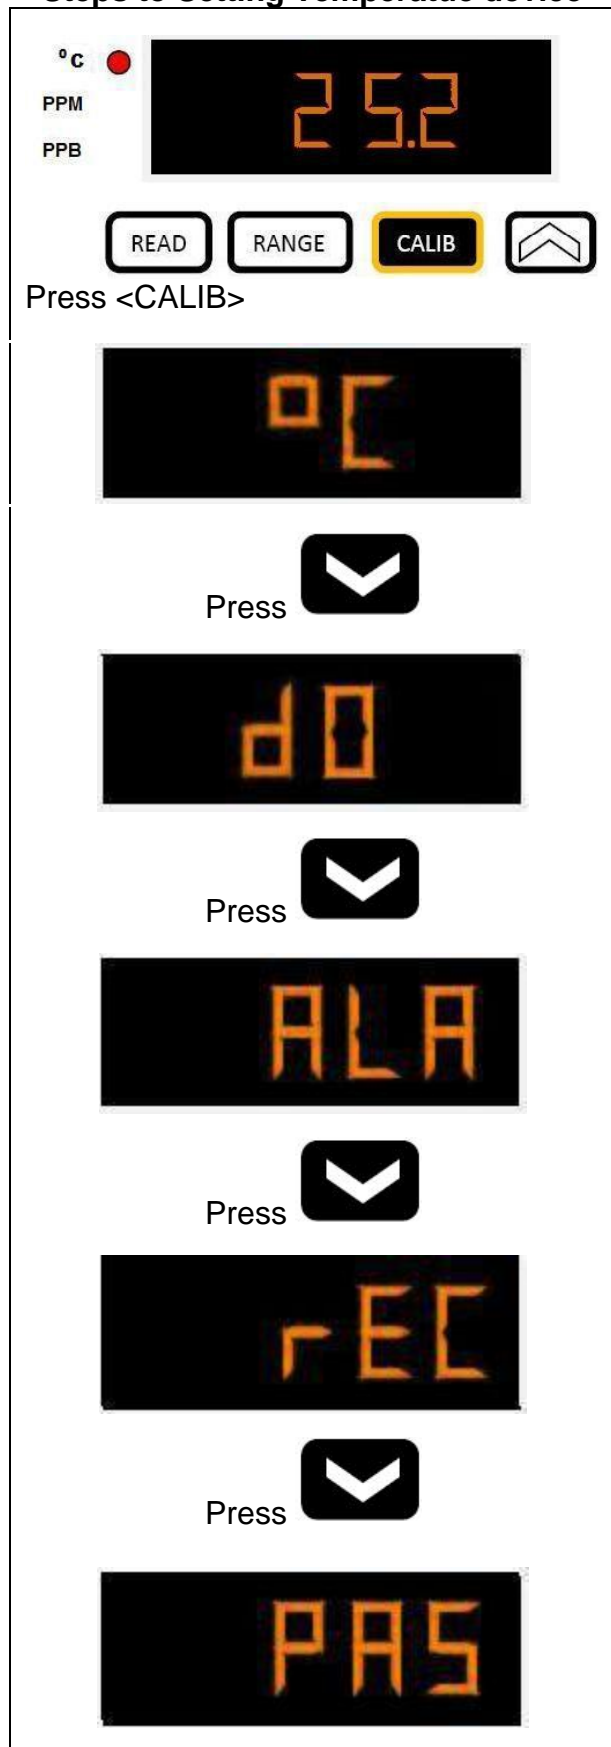 Steps to Setting Temperatue device
°C
PPM
PPB
25.2
READ RANGE CALIB
Press <CALIB>
°C
Press
dO
Press
ALA
Press
rEC
Press
PAS